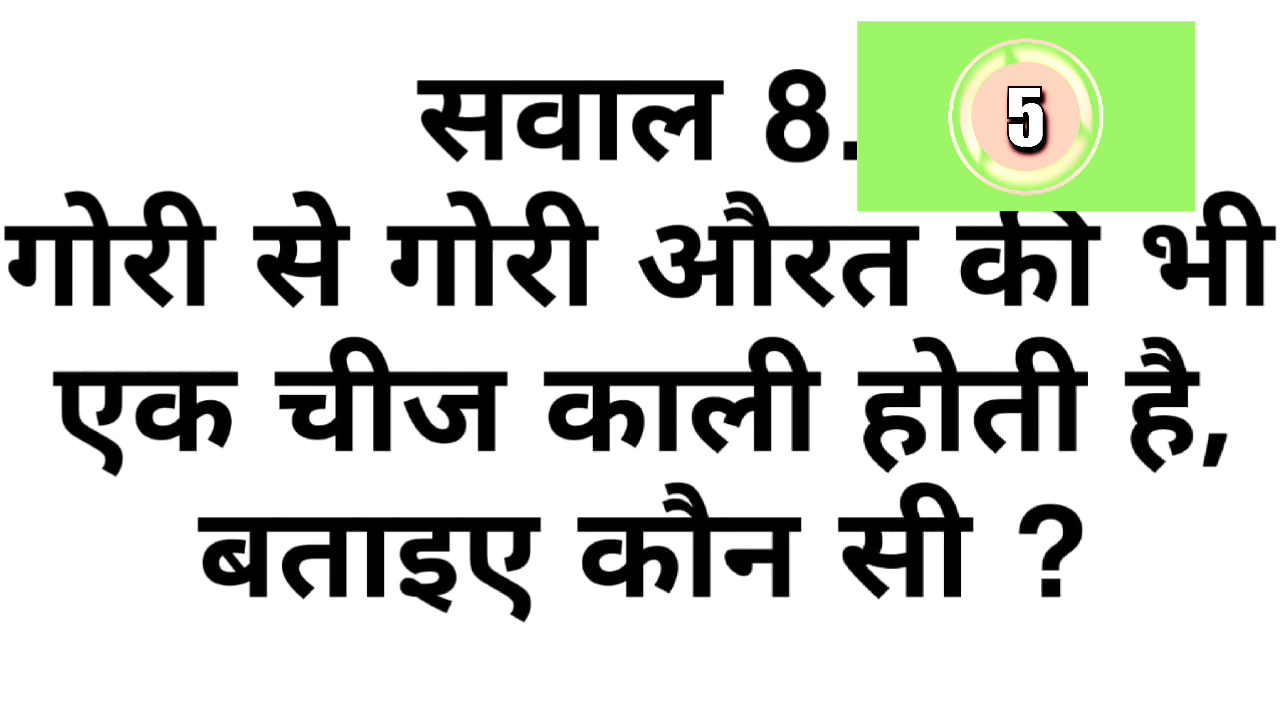 सवाल 8.
5
गोरी से गोरी औरत की भी
एक चीज काली होती है,
बताइए कौन सी ?